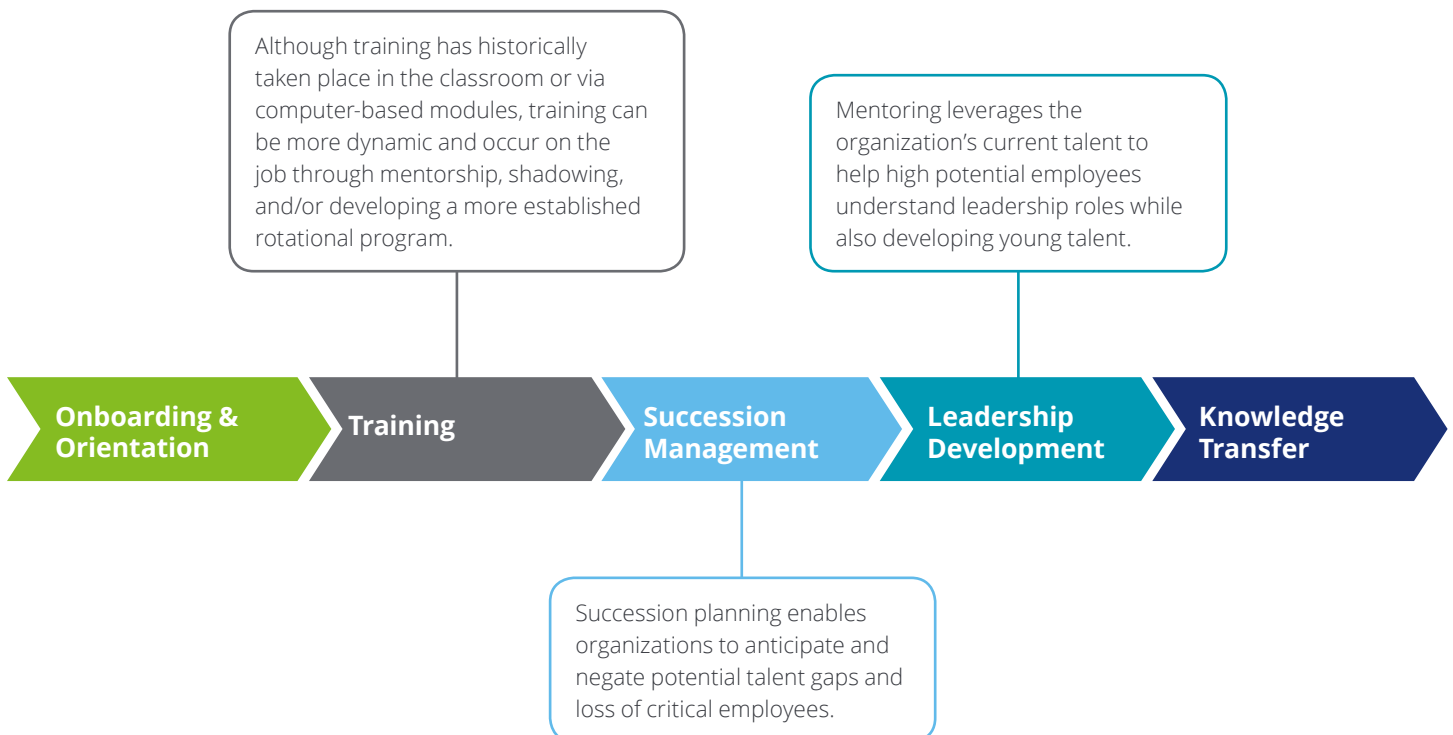 Although training has historically
taken place in the classroom or via
computer-based modules, training can
be more dynamic and occur on the
job through mentorship, shadowing,
and/or developing a more established
rotational program.
Mentoring leverages the
organization’s current talent to
help high potential employees
understand leadership roles while
also developing young talent.
Onboarding &
Orientation
Training
Succession
Management
Leadership
Development
Knowledge
Transfer
Succession planning enables
organizations to anticipate and
negate potential talent gaps and
loss of critical employees.